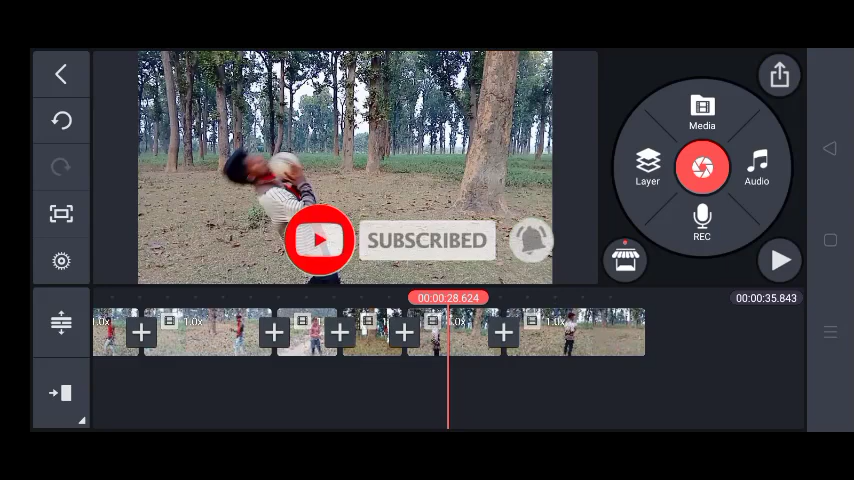 Media
Layer
Audio
REC
SUBSCRIBED
00:00:28.624
00:00:35.843
1.0x
1.0x
1.0x